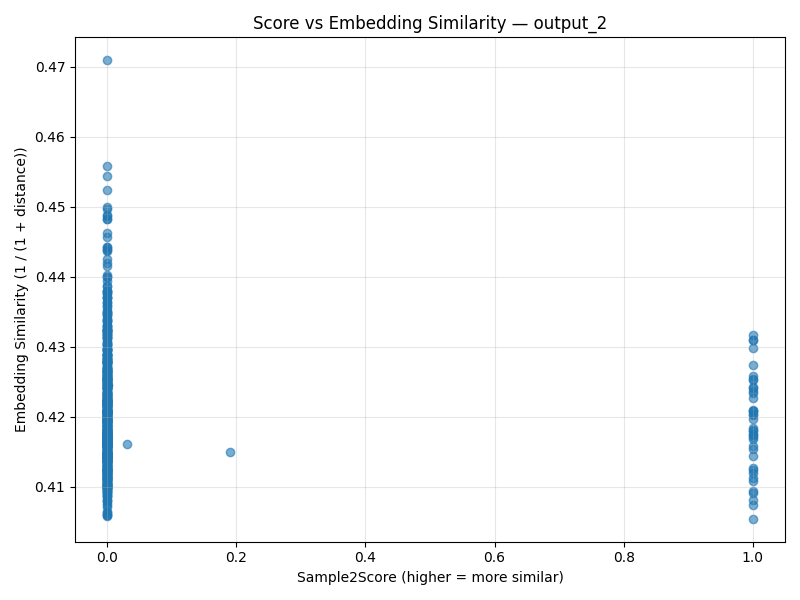 Score vs Embedding Similarity — output_2
Embedding Similarity (1 / (1 + distance))
0.47
0.46
0.45
0.44
0.43
0.42
0.41
0.0 0.2 0.4 0.6 0.8 1.0
Sample2Score (higher = more similar)